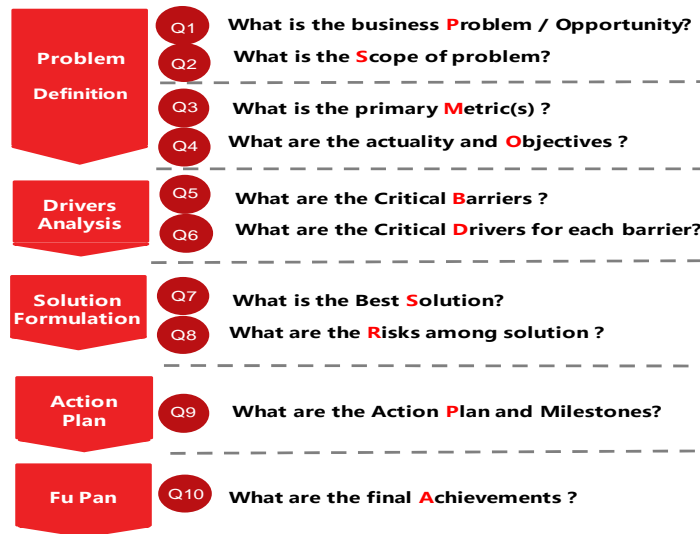 Problem
Definition
Q1 What is the business Problem / Opportunity?
Q2 What is the Scope of problem?
Q3 What is the primary Metric(s) ?
Q4 What are the actuality and Objectives ?
Drivers
Analysis
Q5 What are the Critical Barriers ?
Q6 What are the Critical Drivers for each barrier?
Solution
Formulation
Q7 What is the Best Solution?
Q8 What are the Risks among solution ?
Action
Plan
Q9 What are the Action Plan and Milestones?
Fu Pan
Q10 What are the final Achievements ?